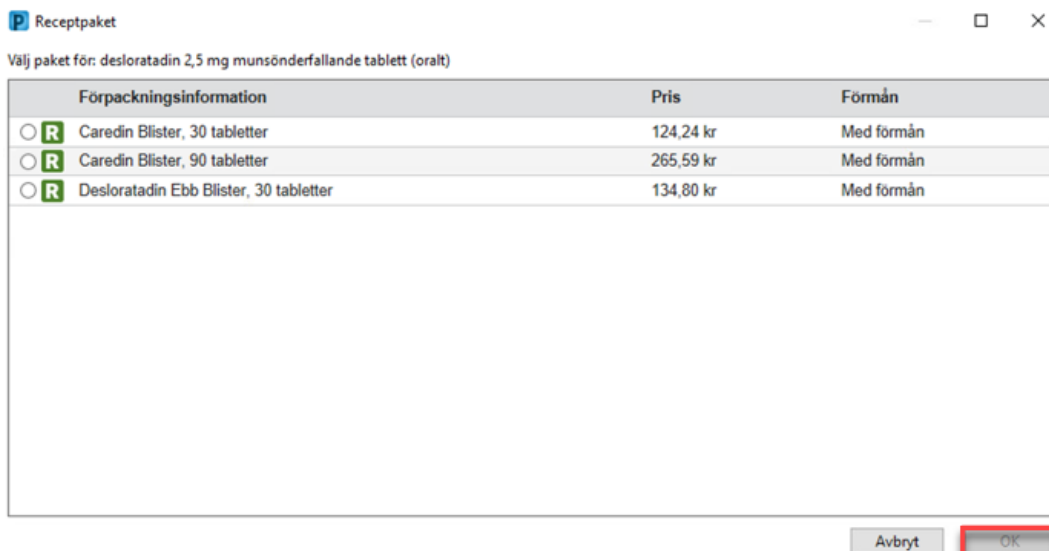 P Receptpaket
Välj paket för: desloratadin 2,5 mg munsönderfallande tablett (oralt)
Förpackningsinformation Pris Förmån
R Caredin Blister, 30 tabletter 124,24 kr Med förmån
R Caredin Blister, 90 tabletter 265,59 kr Med förmån
R Desloratadin Ebb Blister, 30 tabletter 134,80 kr Med förmån
Avbryt OK